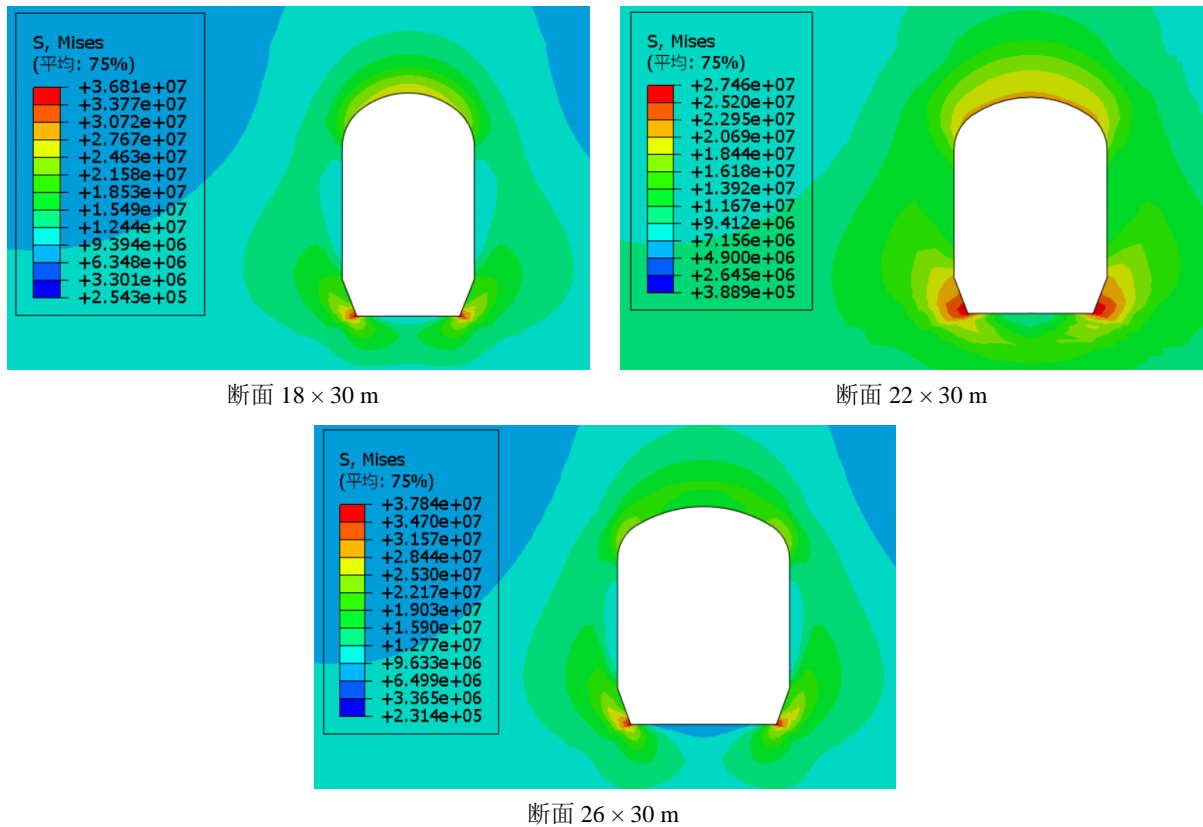 S, Mises
(平均: 75%)
+3.681e+07
+3.377e+07
+3.072e+07
+2.767e+07
+2.463e+07
+2.158e+07
+1.853e+07
+1.549e+07
+1.244e+07
+9.394e+06
+6.348e+06
+3.301e+06
+2.543e+05
断面 18 × 30 m
S, Mises
(平均: 75%)
+2.746e+07
+2.520e+07
+2.295e+07
+2.069e+07
+1.844e+07
+1.618e+07
+1.392e+07
+1.167e+07
+9.412e+06
+7.156e+06
+4.900e+06
+2.645e+06
+3.889e+05
断面 22 × 30 m
S, Mises
(平均: 75%)
+3.784e+07
+3.470e+07
+3.157e+07
+2.844e+07
+2.530e+07
+2.217e+07
+1.903e+07
+1.590e+07
+1.277e+07
+9.633e+06
+6.499e+06
+3.365e+06
+2.314e+05
断面 26 × 30 m